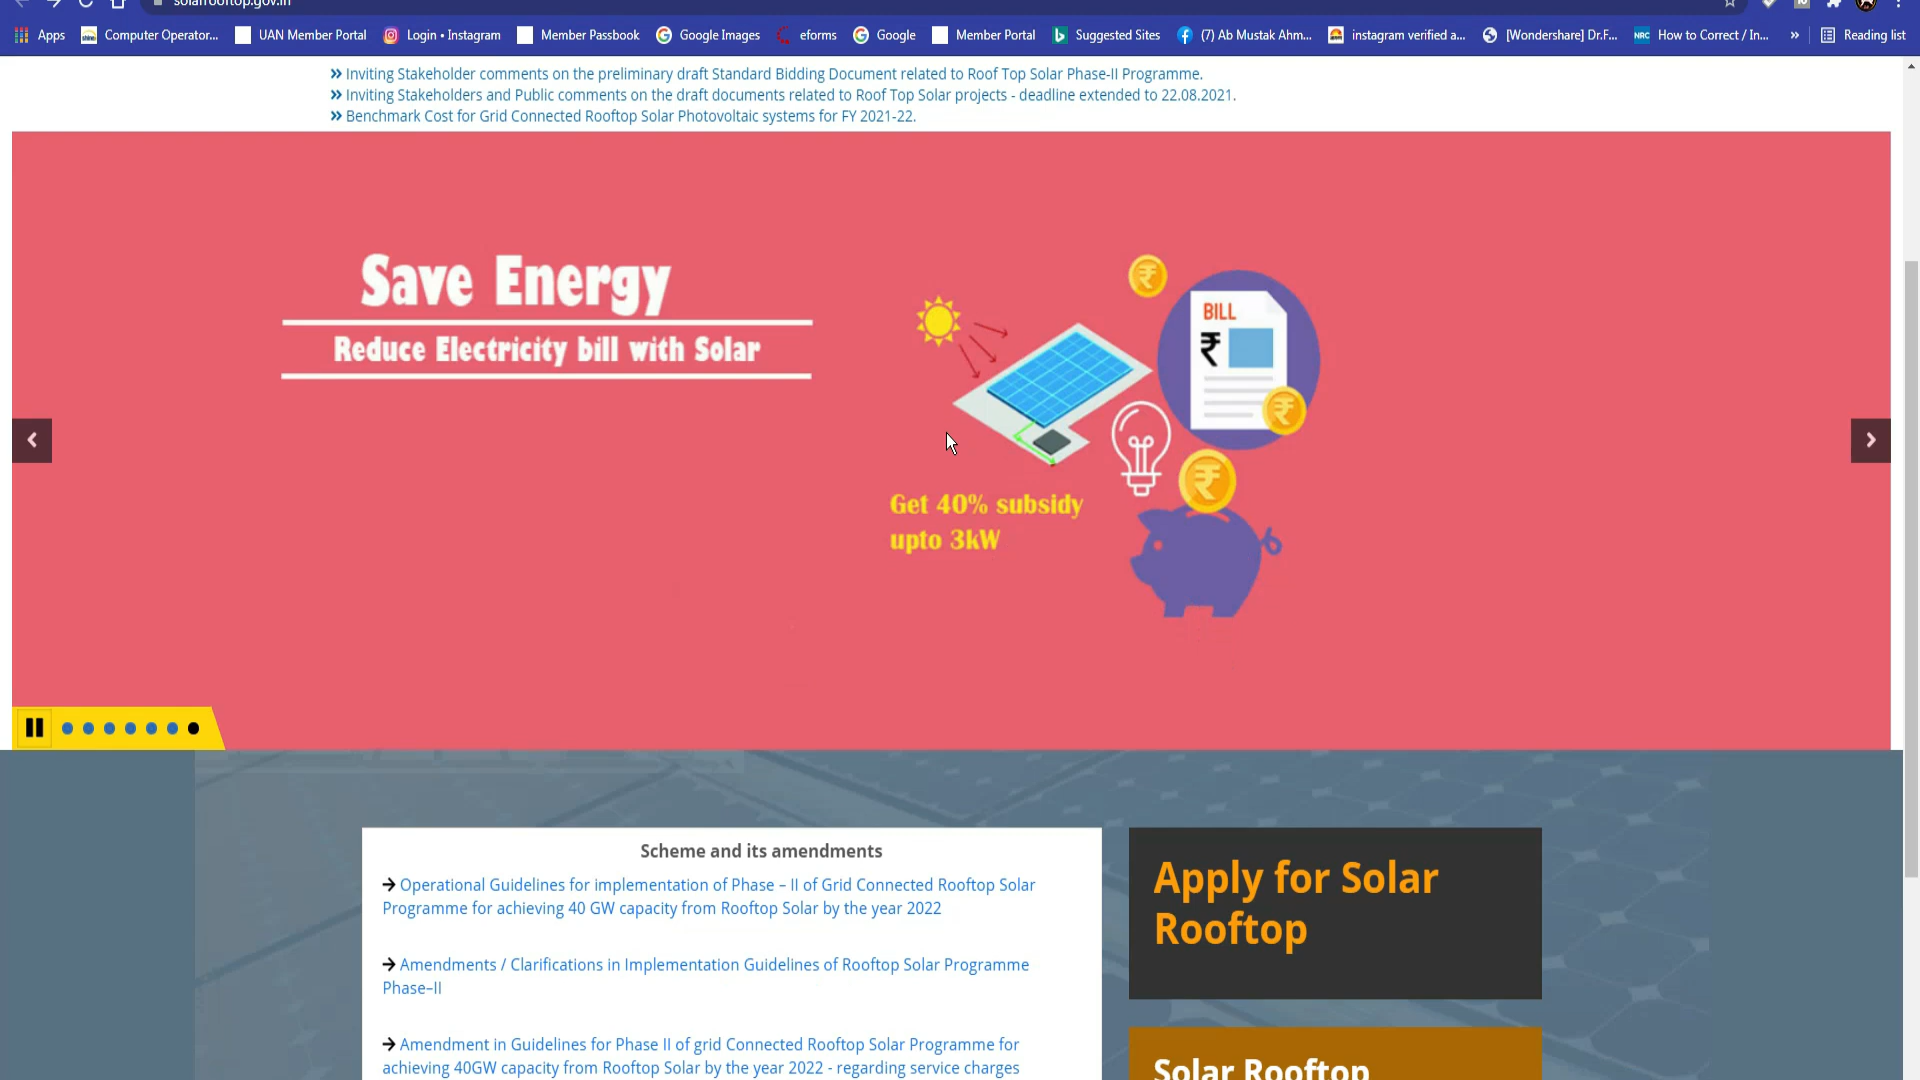 solarrooftop.gov.in
Apps Computer Operator... UAN Member Portal Login • Instagram Member Passbook Google Images eforms Google Member Portal Suggested Sites (7) Ab Mustak Ahm... instagram verified a... [Wondershare] Dr.F... NRC How to Correct / In... » Reading list
» Inviting Stakeholder comments on the preliminary draft Standard Bidding Document related to Roof Top Solar Phase-II Programme.
» Inviting Stakeholders and Public comments on the draft documents related to Roof Top Solar projects - deadline extended to 22.08.2021.
» Benchmark Cost for Grid Connected Rooftop Solar Photovoltaic systems for FY 2021-22.
Save Energy
Reduce Electricity bill with Solar
BILL
₹
Get 40% subsidy
upto 3kW
Scheme and its amendments
→ Operational Guidelines for implementation of Phase – II of Grid Connected Rooftop Solar
Programme for achieving 40 GW capacity from Rooftop Solar by the year 2022
→ Amendments / Clarifications in Implementation Guidelines of Rooftop Solar Programme
Phase–II
→ Amendment in Guidelines for Phase II of grid Connected Rooftop Solar Programme for
achieving 40GW capacity from Rooftop Solar by the year 2022 - regarding service charges
Apply for Solar
Rooftop
Solar Rooftop